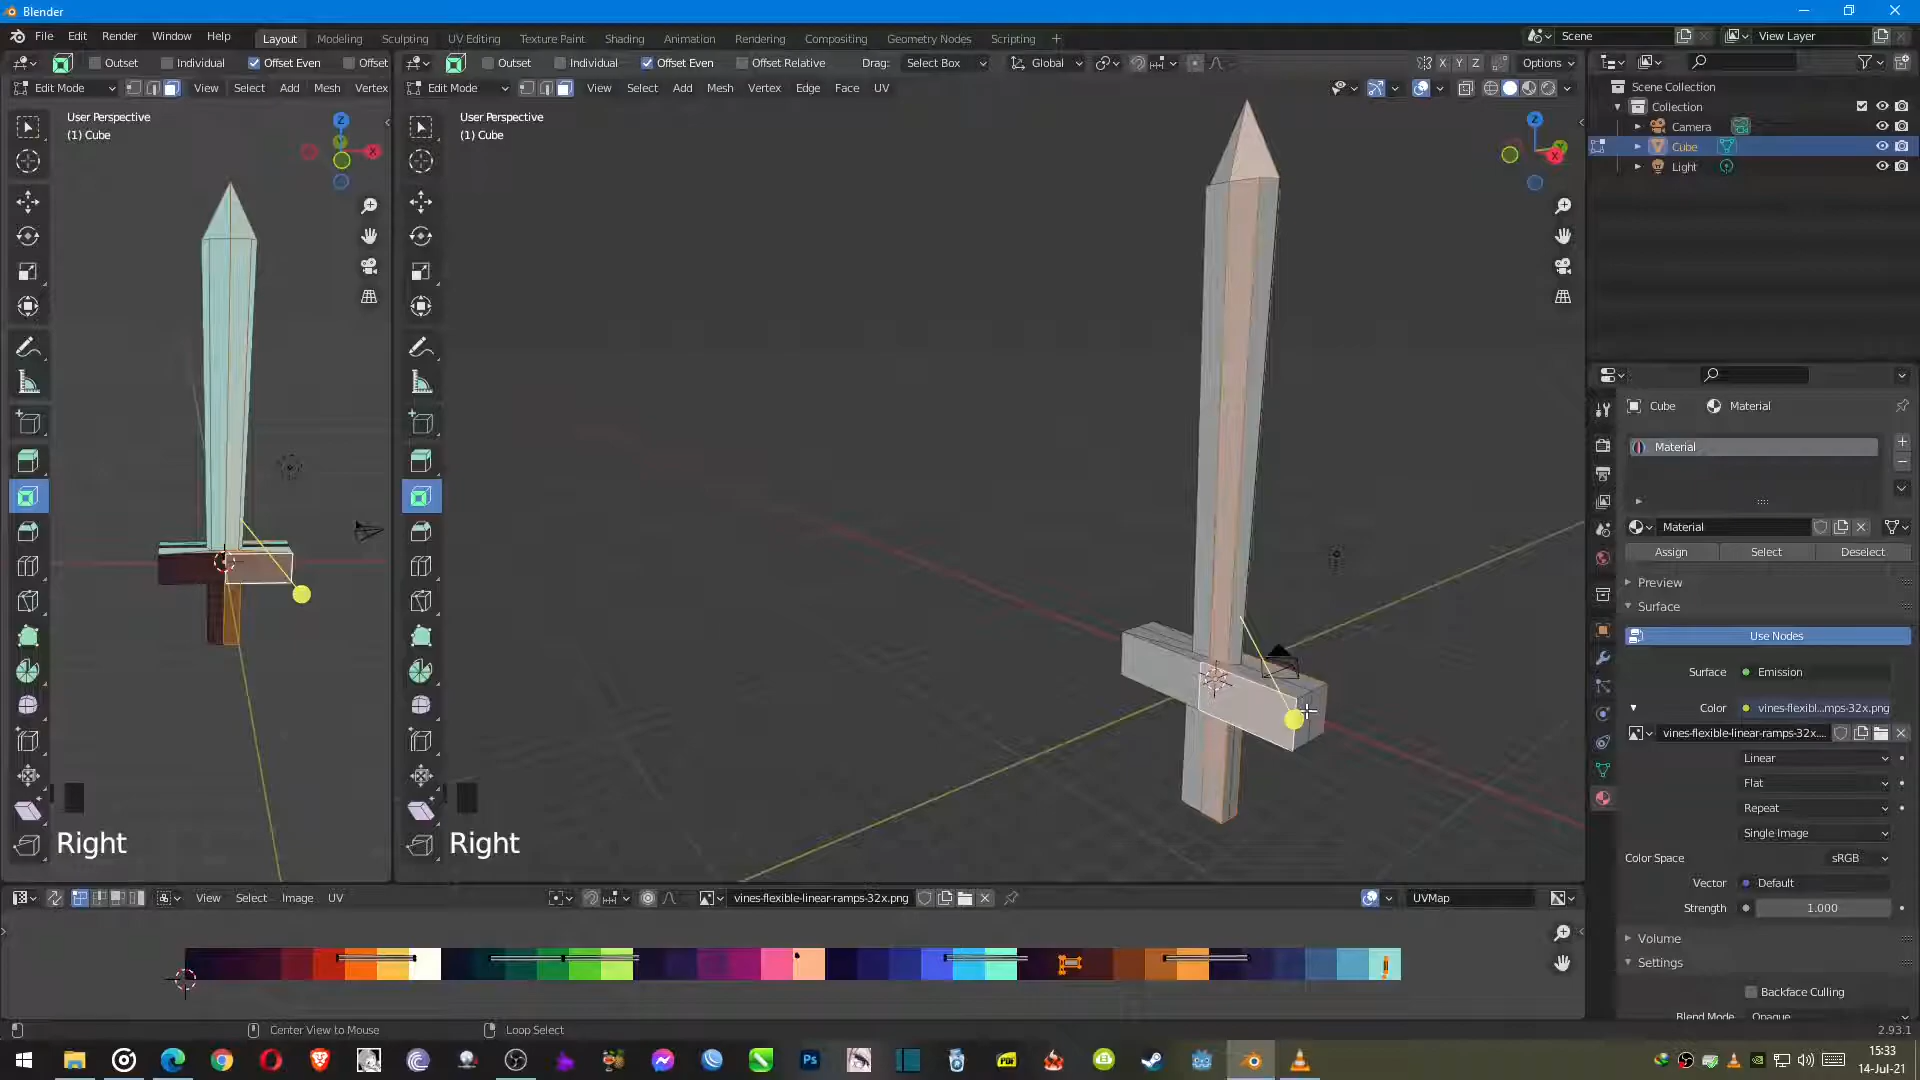 Blender
File Edit Render Window Help
Layout Modeling Sculpting UV Editing Texture Paint Shading Animation Rendering Compositing Geometry Nodes Scripting +
Scene
View Layer
Outset Individual Offset Even Offset
Outset Individual Offset Even Offset Relative Drag: Select Box Global X Y Z Options
Edit Mode View Select Add Mesh Vertex
Edit Mode View Select Add Mesh Vertex Edge Face UV
User Perspective
(1) Cube
User Perspective
(1) Cube
Z
X
Z
X
Scene Collection
Collection
Camera
Cube
Light
Cube Material
Material
Material
Assign Select Deselect
Preview
Surface
Use Nodes
Surface Emission
Color vines-flexibl...mps-32x.png
vines-flexible-linear-ramps-32x....
Linear
Flat
Repeat
Single Image
Color Space sRGB
Vector Default
Strength 1.000
Volume
Settings
Backface Culling
Blend Mode Opaque
Right
Right
View Select Image UV
vines-flexible-linear-ramps-32x.png
UVMap
Center View to Mouse
Loop Select
2.93.1
Ps
PDF
15:33
14-Jul-21